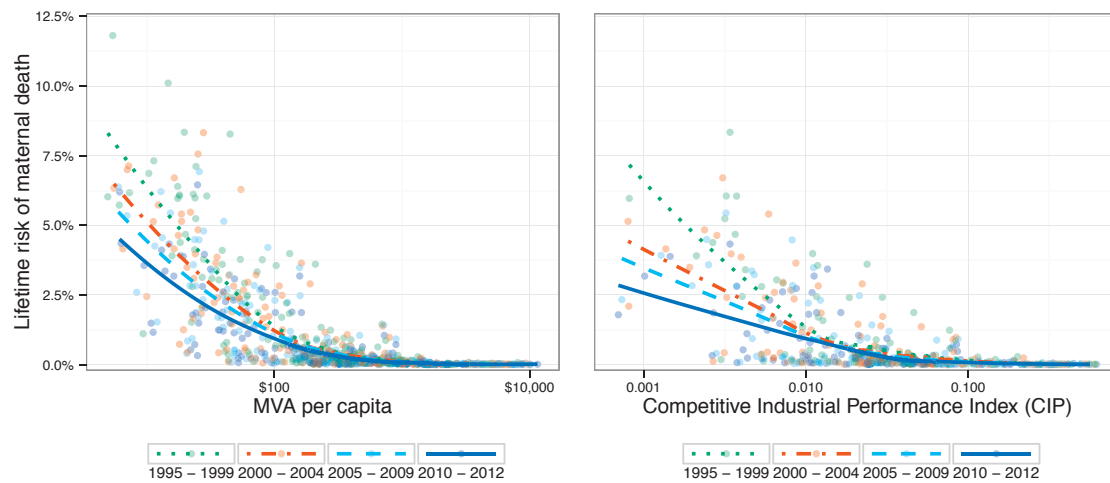 Lifetime risk of maternal death
12.5%
10.0%
7.5%
5.0%
2.5%
0.0%
$100
$10,000
MVA per capita
0.001
0.010
0.100
Competitive Industrial Performance Index (CIP)
1995 – 1999 2000 – 2004 2005 – 2009 2010 – 2012
1995 – 1999 2000 – 2004 2005 – 2009 2010 – 2012